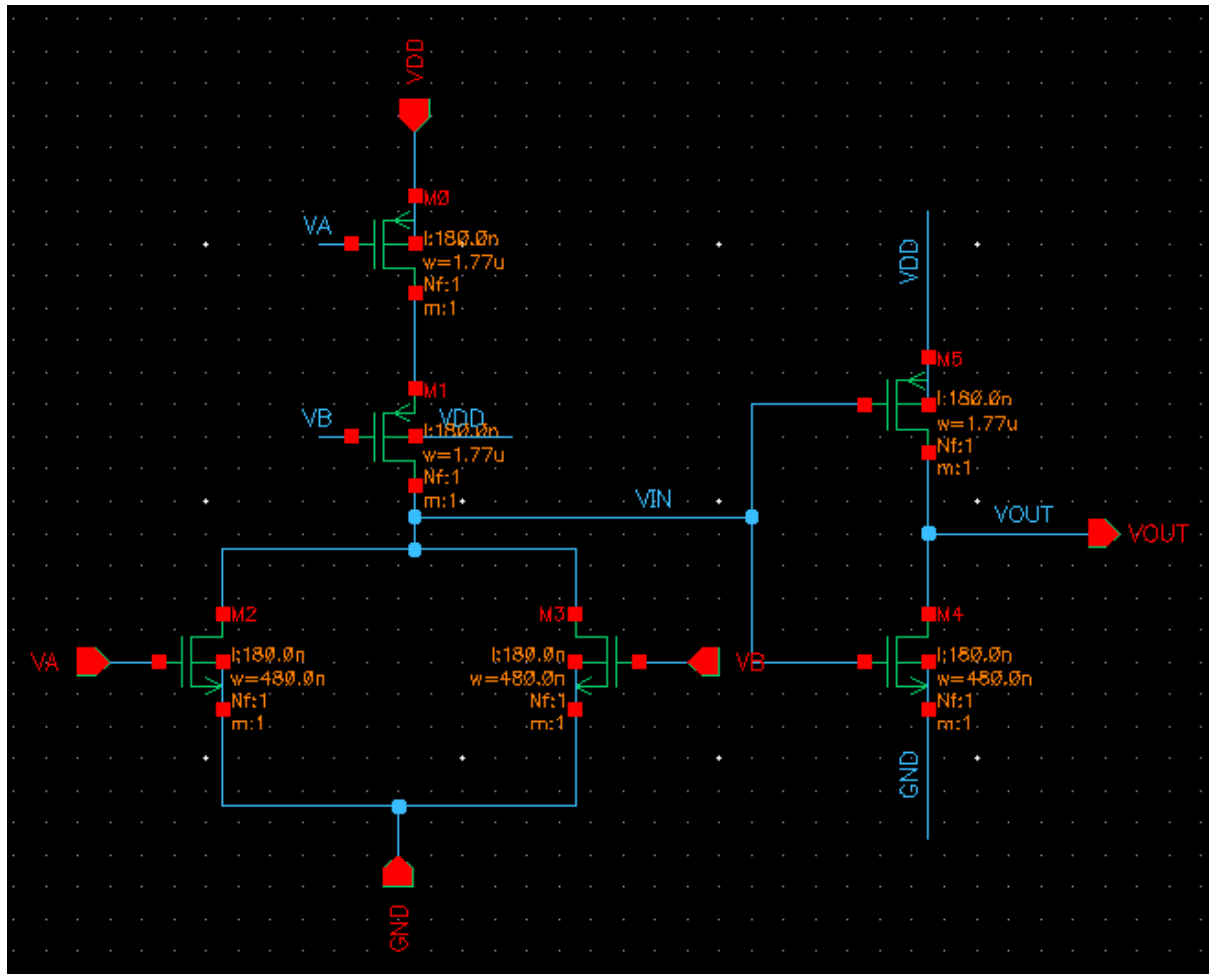 VDD
M0
VA
l:180.0n
w=1.77u
Nf:1
m:1
M1
VB
VDD
l:180.0n
w=1.77u
Nf:1
m:1
VIN
VDD
M5
l:180.0n
w=1.77u
Nf:1
m:1
VOUT
VOUT
M2
VA
l:180.0n
w=480.0n
Nf:1
m:1
M3
VB
l:180.0n
w=480.0n
Nf:1
m:1
M4
l:180.0n
w=480.0n
Nf:1
m:1
GND
GND